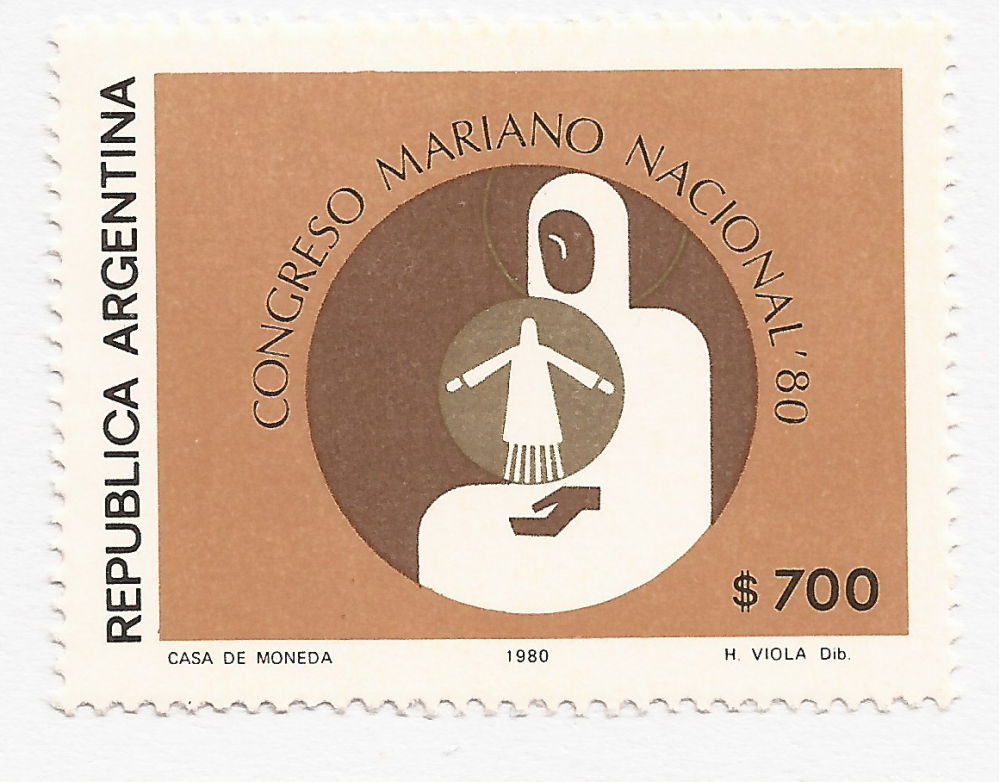 REPUBLICA ARGENTINA
CONGRESO MARIANO NACIONAL '80
$ 700
CASA DE MONEDA 1980 H. VIOLA Dib.